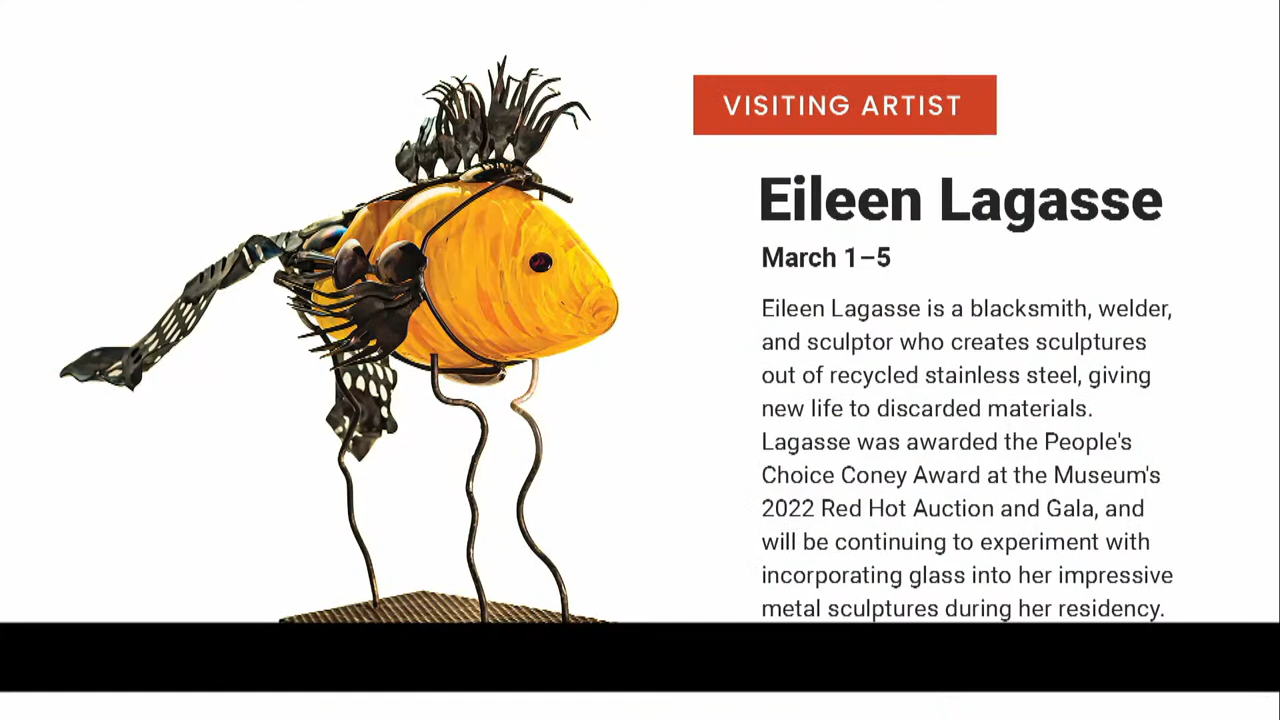 VISITING ARTIST
Eileen Lagasse
March 1–5
Eileen Lagasse is a blacksmith, welder,
and sculptor who creates sculptures
out of recycled stainless steel, giving
new life to discarded materials.
Lagasse was awarded the People's
Choice Coney Award at the Museum's
2022 Red Hot Auction and Gala, and
will be continuing to experiment with
incorporating glass into her impressive
metal sculptures during her residency.